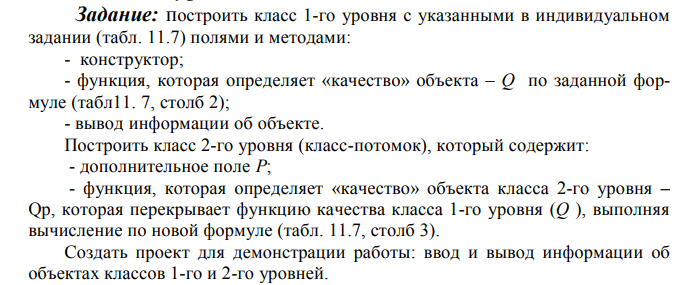 Задание: построить класс 1-го уровня с указанными в индивидуальном
задании (табл. 11.7) полями и методами:
- конструктор;
- функция, которая определяет «качество» объекта – Q по заданной фор-
муле (табл11. 7, столб 2);
- вывод информации об объекте.
Построить класс 2-го уровня (класс-потомок), который содержит:
- дополнительное поле P;
- функция, которая определяет «качество» объекта класса 2-го уровня –
Qp, которая перекрывает функцию качества класса 1-го уровня (Q ), выполняя
вычисление по новой формуле (табл. 11.7, столб 3).
Создать проект для демонстрации работы: ввод и вывод информации об
объектах классов 1-го и 2-го уровней.